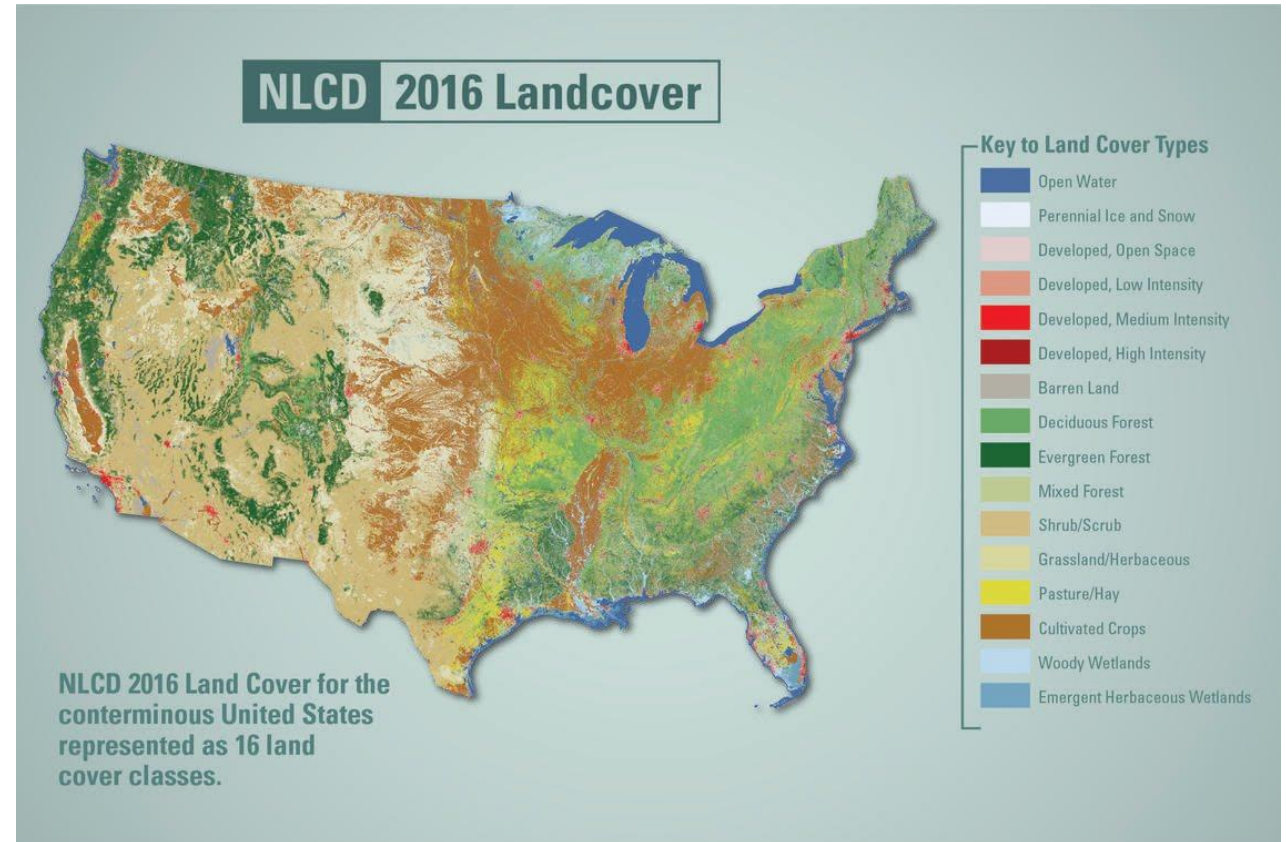 NLCD 2016 Landcover
Key to Land Cover Types
Open Water
Perennial Ice and Snow
Developed, Open Space
Developed, Low Intensity
Developed, Medium Intensity
Developed, High Intensity
Barren Land
Deciduous Forest
Evergreen Forest
Mixed Forest
Shrub/Scrub
Grassland/Herbaceous
Pasture/Hay
Cultivated Crops
Woody Wetlands
Emergent Herbaceous Wetlands
NLCD 2016 Land Cover for the
conterminous United States
represented as 16 land
cover classes.